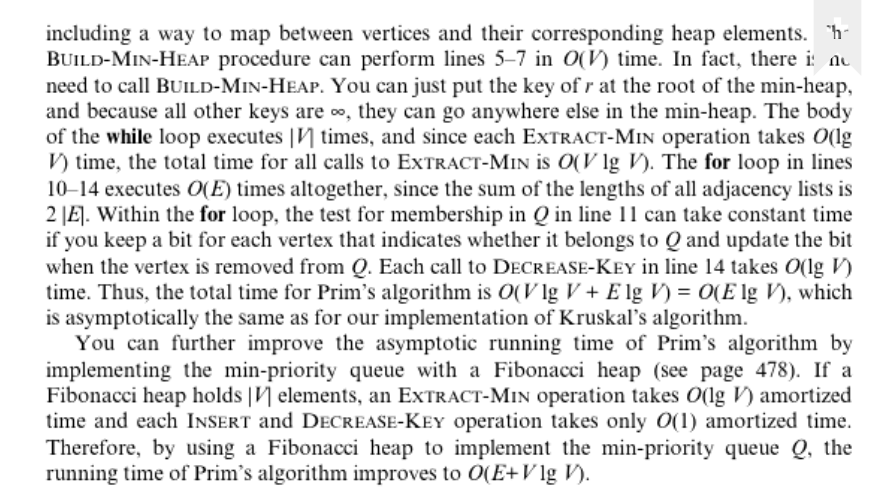 including a way to map between vertices and their corresponding heap elements.
BUILD-MIN-HEAP procedure can perform lines 5–7 in O(V) time. In fact, there
need to call BUILD-MIN-HEAP. You can just put the key of r at the root of the min-heap,
and because all other keys are ∞, they can go anywhere else in the min-heap. The body
of the while loop executes |V| times, and since each EXTRACT-MIN operation takes O(lg
V) time, the total time for all calls to EXTRACT-MIN is O(V lg V). The for loop in lines
10–14 executes O(E) times altogether, since the sum of the lengths of all adjacency lists is
2 |E|. Within the for loop, the test for membership in Q in line 11 can take constant time
if you keep a bit for each vertex that indicates whether it belongs to Q and update the bit
when the vertex is removed from Q. Each call to DECREASE-KEY in line 14 takes O(lg V)
time. Thus, the total time for Prim's algorithm is O(V lg V + E lg V) = O(E lg V), which
is asymptotically the same as for our implementation of Kruskal's algorithm.
You can further improve the asymptotic running time of Prim's algorithm by
implementing the min-priority queue with a Fibonacci heap (see page 478). If a
Fibonacci heap holds |V| elements, an EXTRACT-MIN operation takes O(lg V) amortized
time and each INSERT and DECREASE-KEY operation takes only O(1) amortized time.
Therefore, by using a Fibonacci heap to implement the min-priority queue Q, the
running time of Prim's algorithm improves to O(E+V lg V).